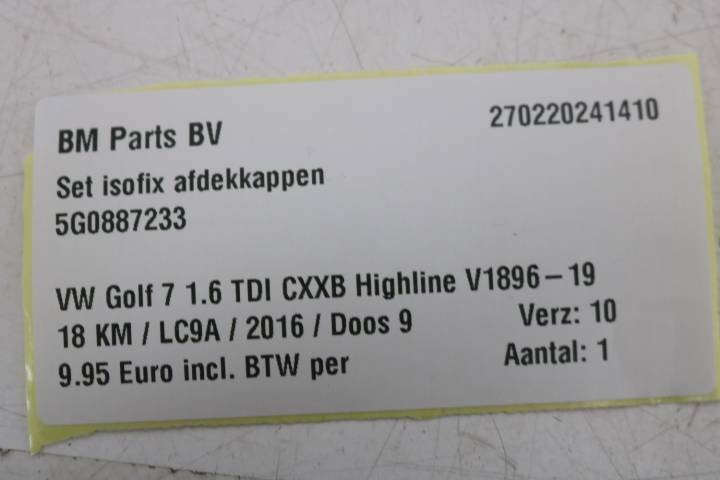 BM Parts BV 270220241410
Set isofix afdekkappen
5G0887233
VW Golf 7 1.6 TDI CXXB Highline V1896-19
18 KM / LC9A / 2016 / Doos 9 Verz: 10
9.95 Euro incl. BTW per Aantal: 1